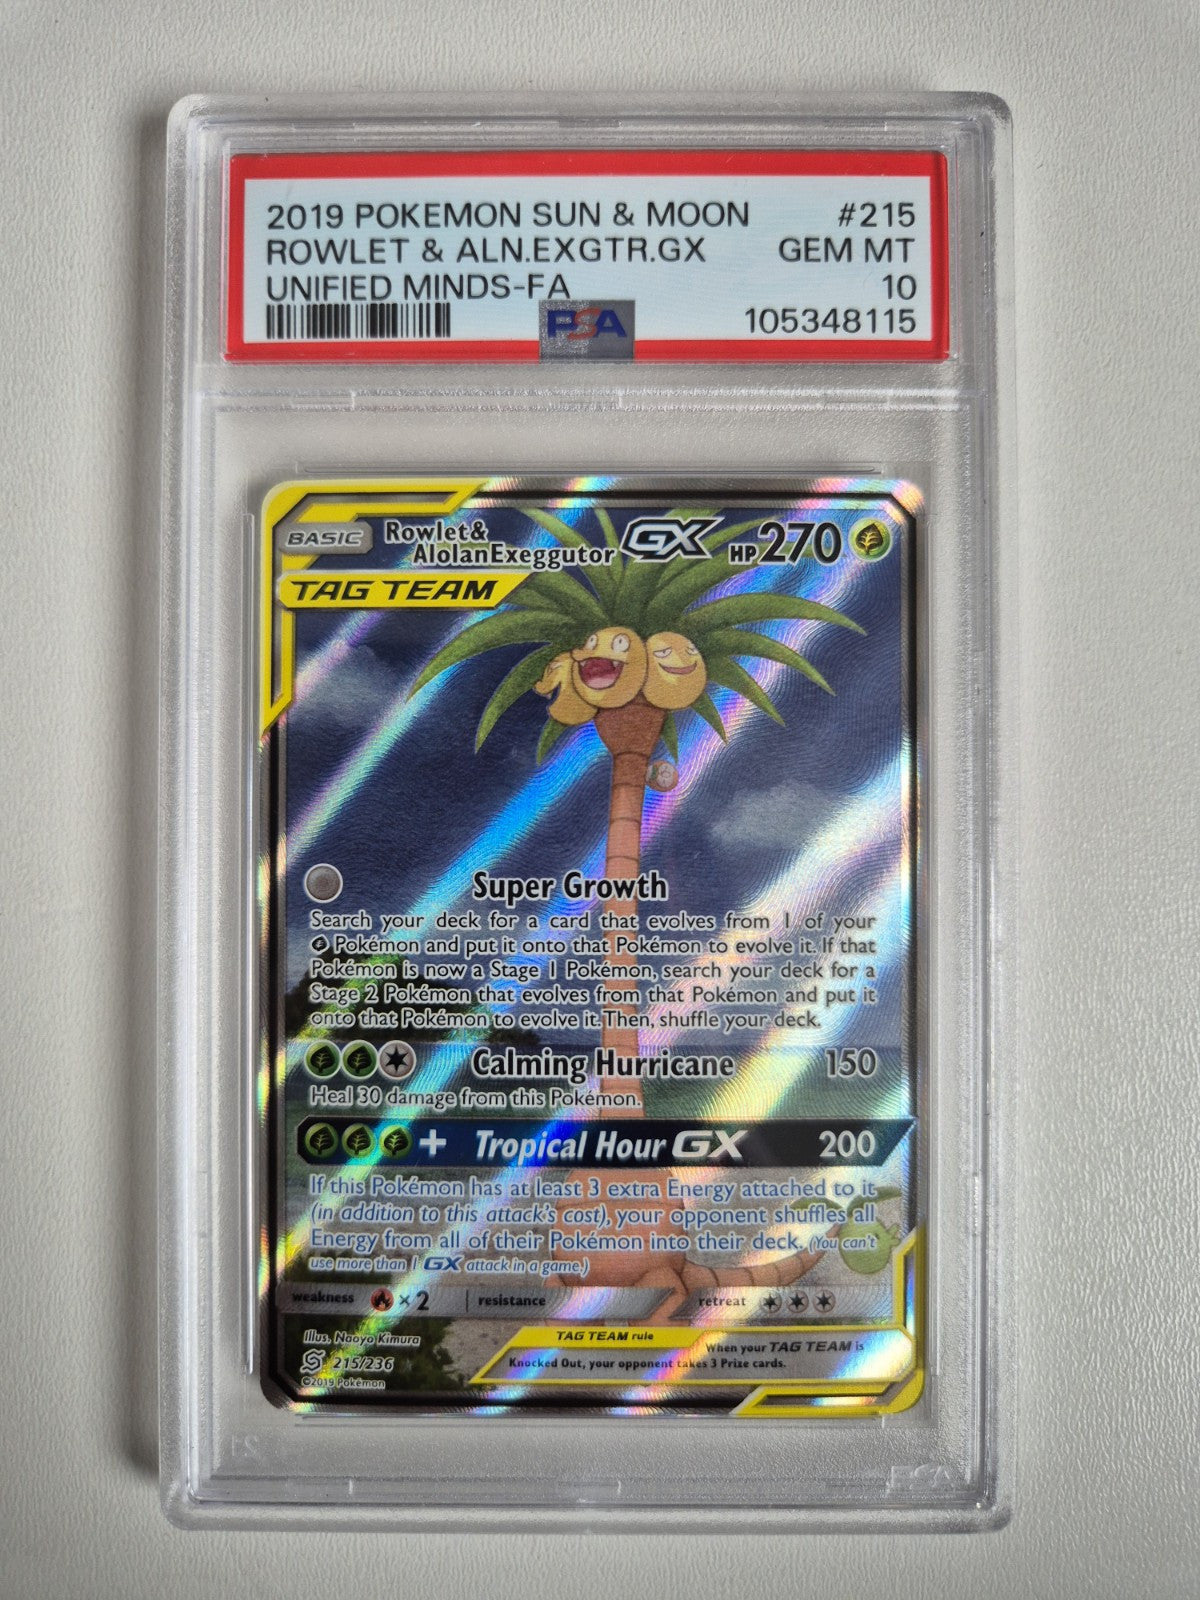 2019 POKEMON SUN & MOON #215
ROWLET & ALN.EXGTR.GX GEM MT
UNIFIED MINDS-FA 10
PSA 105348115
BASIC Rowlet& AlolanExeggutor GX HP270
TAG TEAM
Super Growth
Search your deck for a card that evolves from 1 of your
Pokémon and put it onto that Pokémon to evolve it. If that
Pokémon is now a Stage 1 Pokémon, search your deck for a
Stage 2 Pokémon that evolves from that Pokémon and put it
onto that Pokémon to evolve it. Then, shuffle your deck.
Calming Hurricane 150
Heal 30 damage from this Pokémon.
+ Tropical Hour GX 200
If this Pokémon has at least 3 extra Energy attached to it
(in addition to this attack's cost), your opponent shuffles all
Energy from all of their Pokémon into their deck. (You can't
use more than 1 GX attack in a game.)
weakness ×2 resistance retreat
Illus. Naoyo Kimura
TAG TEAM rule When your TAG TEAM is
215/236 Knocked Out, your opponent takes 3 Prize cards.
©2019 Pokémon